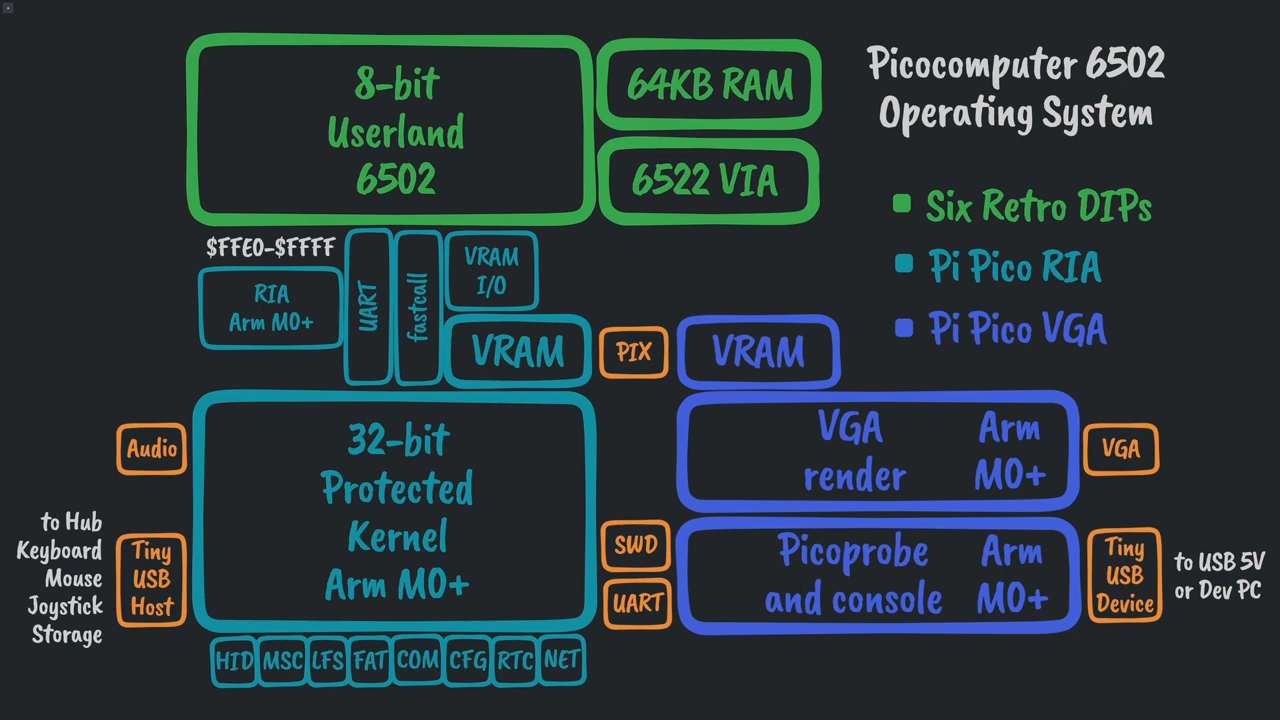 8-bit
Userland
6502
64KB RAM
6522 VIA
Picocomputer 6502
Operating System
Six Retro DIPs
Pi Pico RIA
Pi Pico VGA
$FFE0-$FFFF
RIA
Arm M0+
UART
fastcall
VRAM
I/O
VRAM
PIX
VRAM
Audio
32-bit
Protected
Kernel
Arm M0+
VGA
render
Arm
M0+
VGA
to Hub
Keyboard
Mouse
Joystick
Storage
Tiny
USB
Host
SWD
UART
Picoprobe
and console
Arm
M0+
Tiny
USB
Device
to USB 5V
or Dev PC
HID
MSC
LFS
FAT
COM
CFG
RTC
NET